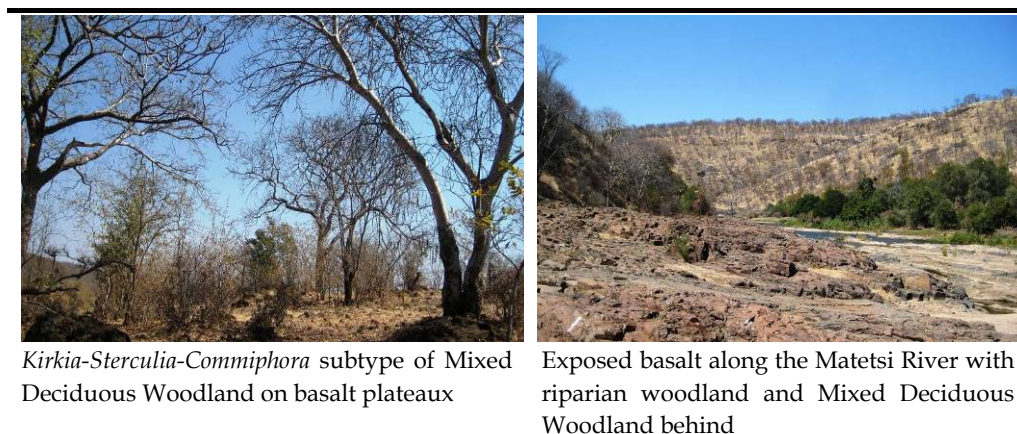 Kirkia-Sterculia-Commiphora subtype of Mixed
Deciduous Woodland on basalt plateaux
Exposed basalt along the Matetsi River with
riparian woodland and Mixed Deciduous
Woodland behind